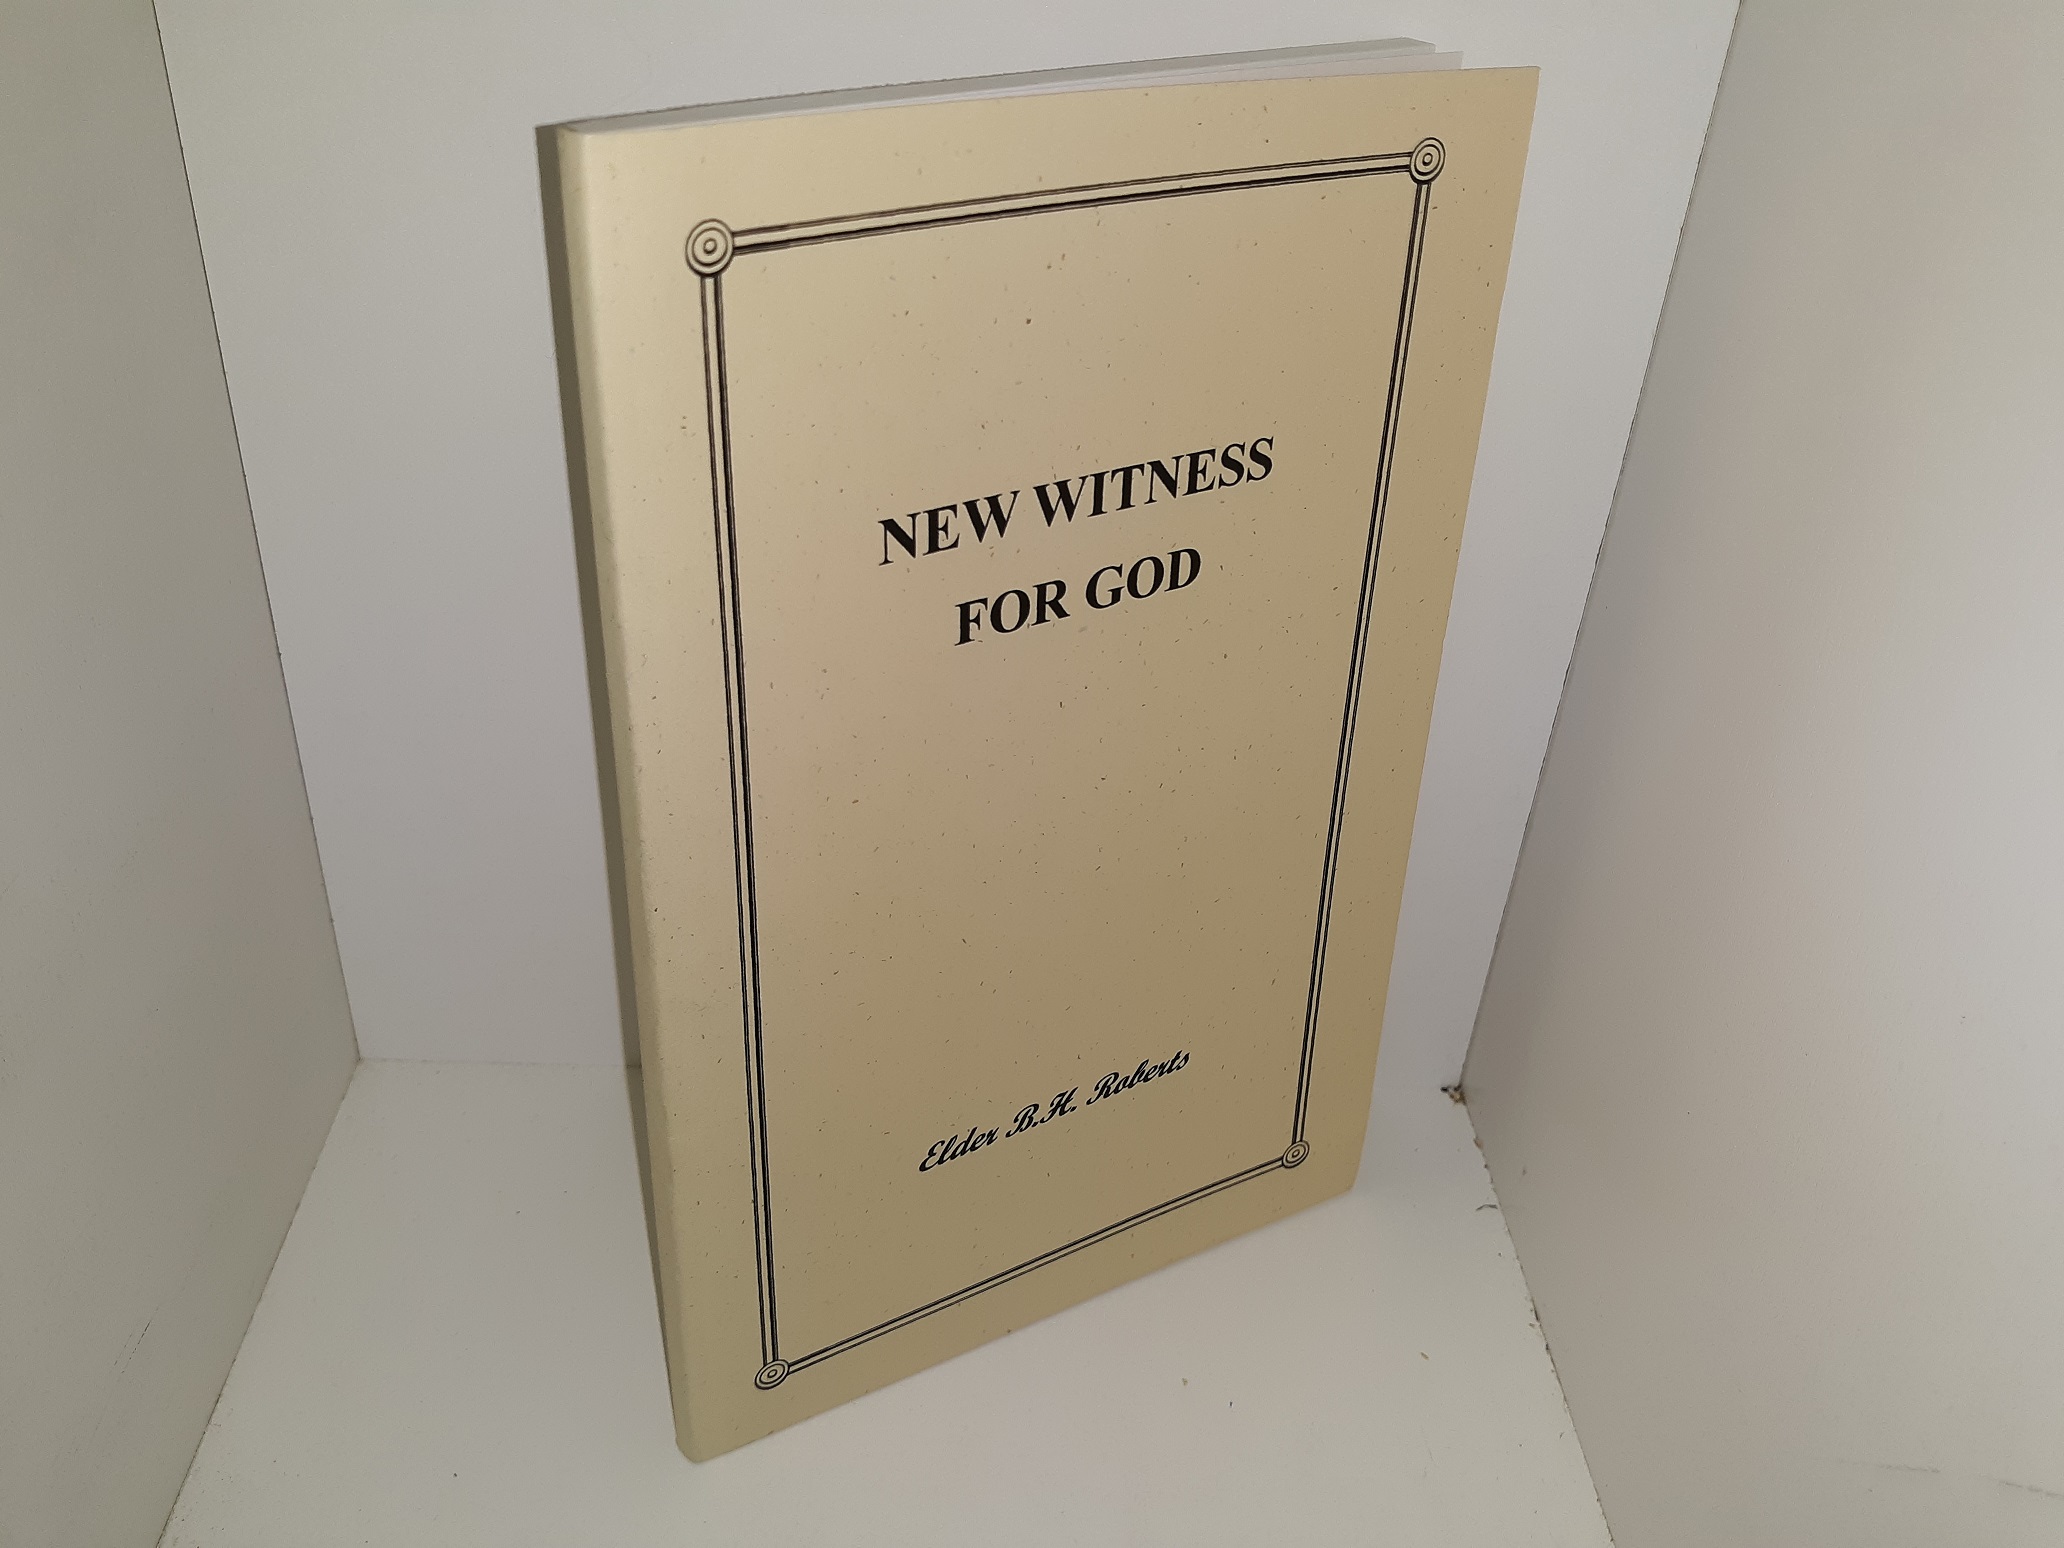 NEW WITNESS
FOR GOD
Elder B.H. Roberts